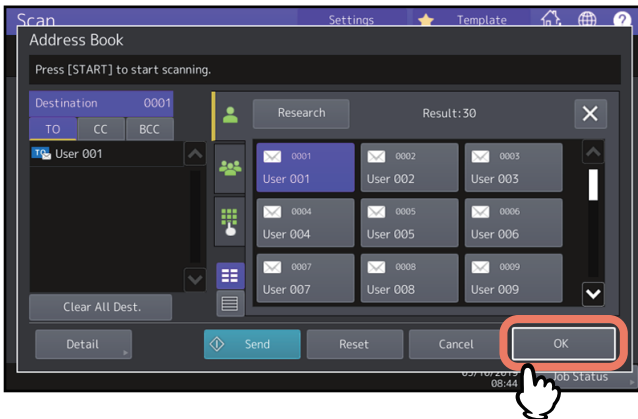 Scan Settings Template ?
Address Book
Press [START] to start scanning.
Destination 0001
TO CC BCC
TO User 001
Clear All Dest.
Research Result:30
0001 0002 0003
User 001 User 002 User 003
0004 0005 0006
User 004 User 005 User 006
0007 0008 0009
User 007 User 008 User 009
Detail Send Reset Cancel OK
Job Status
08:44